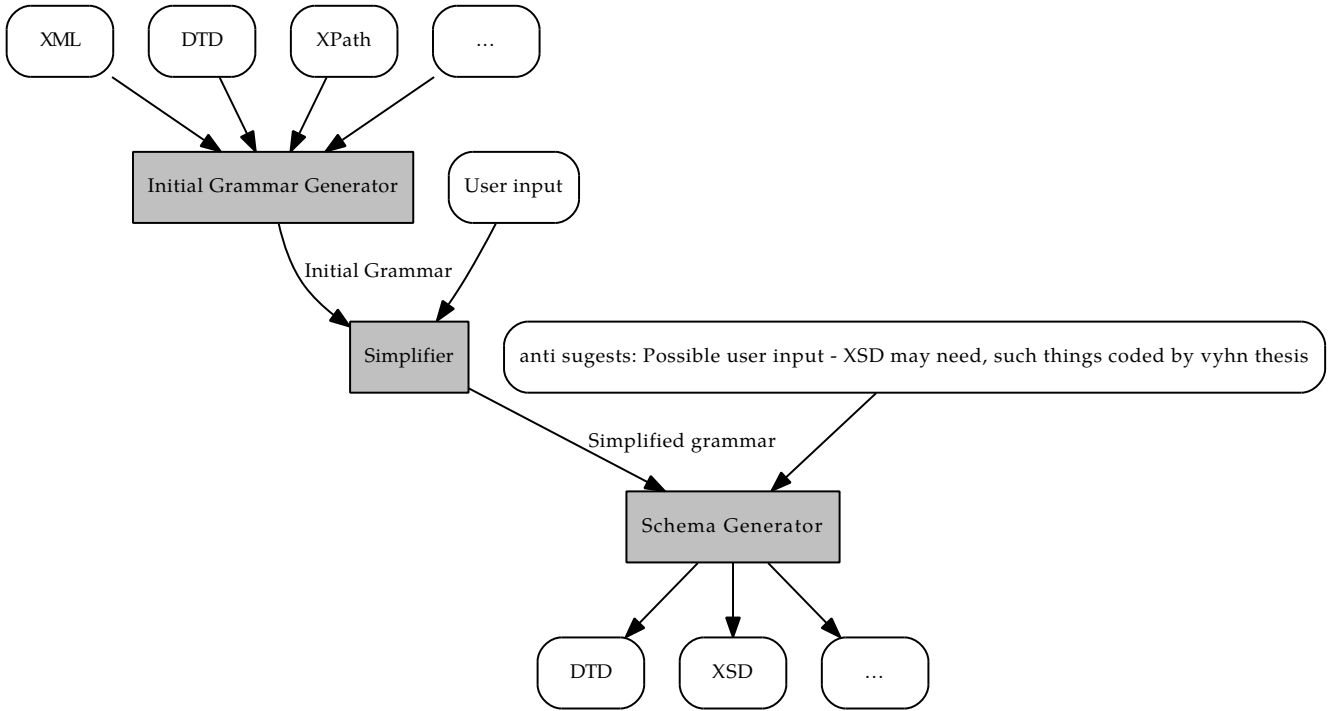 XML
DTD
XPath
...
Initial Grammar Generator
User input
Initial Grammar
Simplifier
anti sugests: Possible user input - XSD may need, such things coded by vyhn thesis
Simplified grammar
Schema Generator
DTD
XSD
...